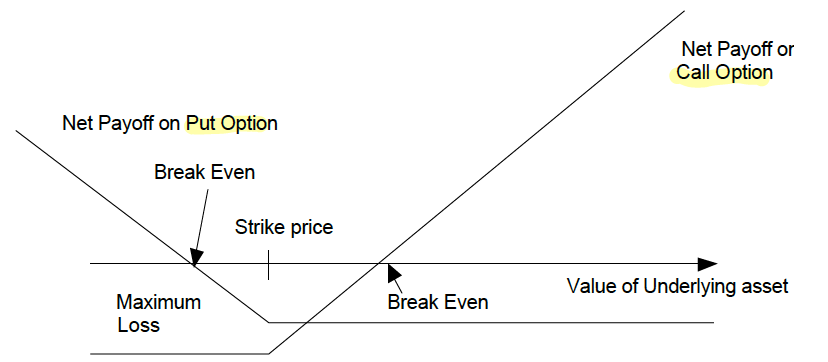 Net Payoff or
Call Option
Net Payoff on Put Option
Break Even
Strike price
Value of Underlying asset
Maximum
Loss
Break Even